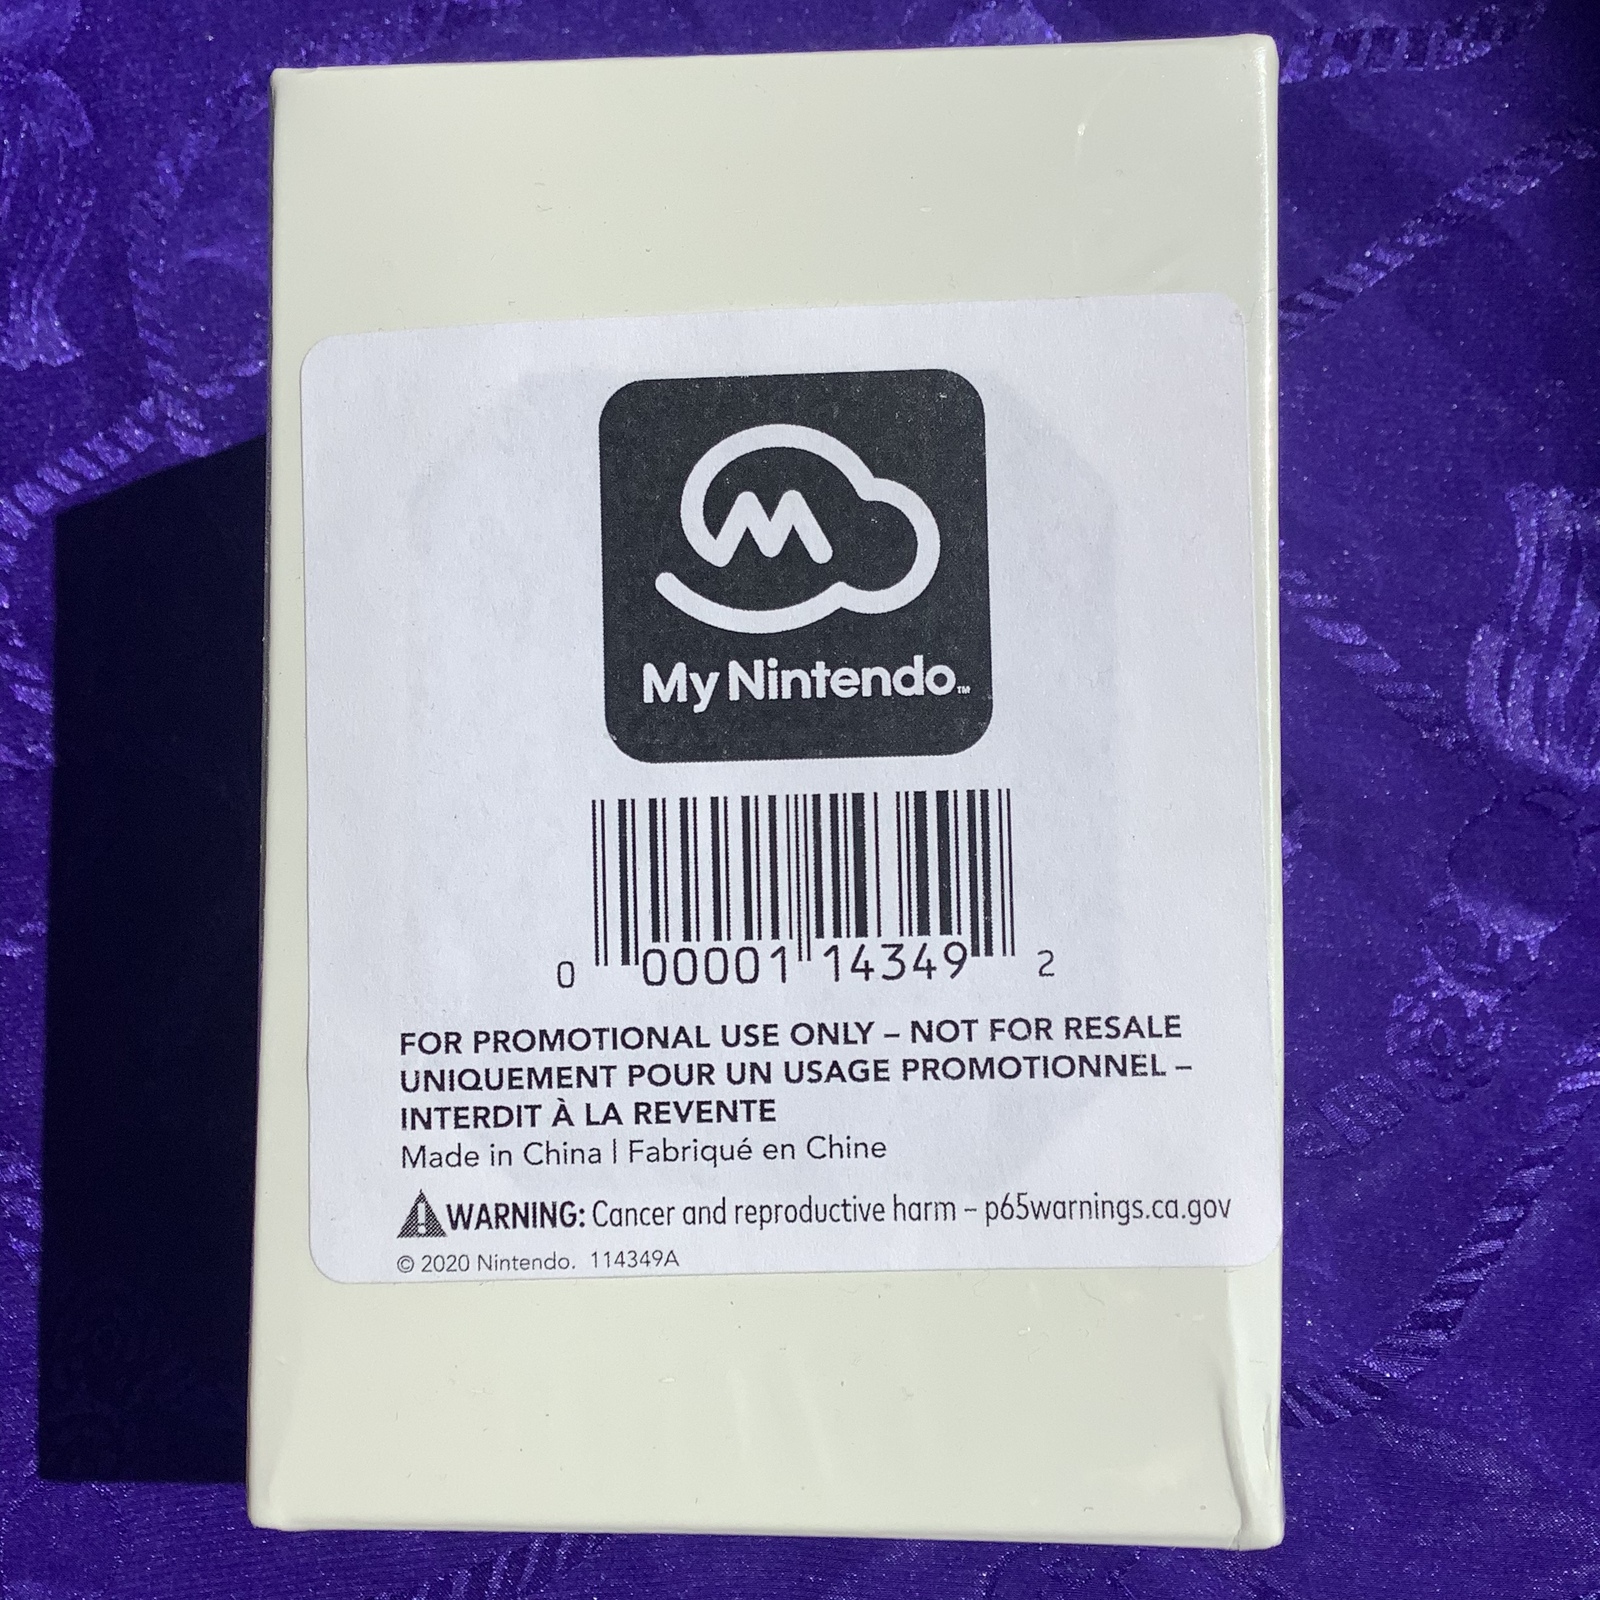 M
My Nintendo™
0 00001 14349 2
FOR PROMOTIONAL USE ONLY – NOT FOR RESALE
UNIQUEMENT POUR UN USAGE PROMOTIONNEL –
INTERDIT À LA REVENTE
Made in China | Fabriqué en Chine
WARNING: Cancer and reproductive harm – p65warnings.ca.gov
© 2020 Nintendo. 114349A